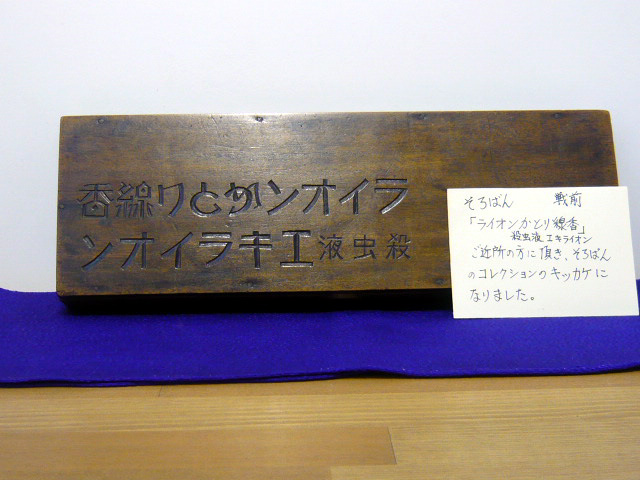 ライオンかとり線香
殺虫液エキライオン
そろばん 戦前
「ライオンかとり線香」
殺虫液 エキライオン
ご近所の方に頂き、そろばん
のコレクションのキッカケに
なりました。